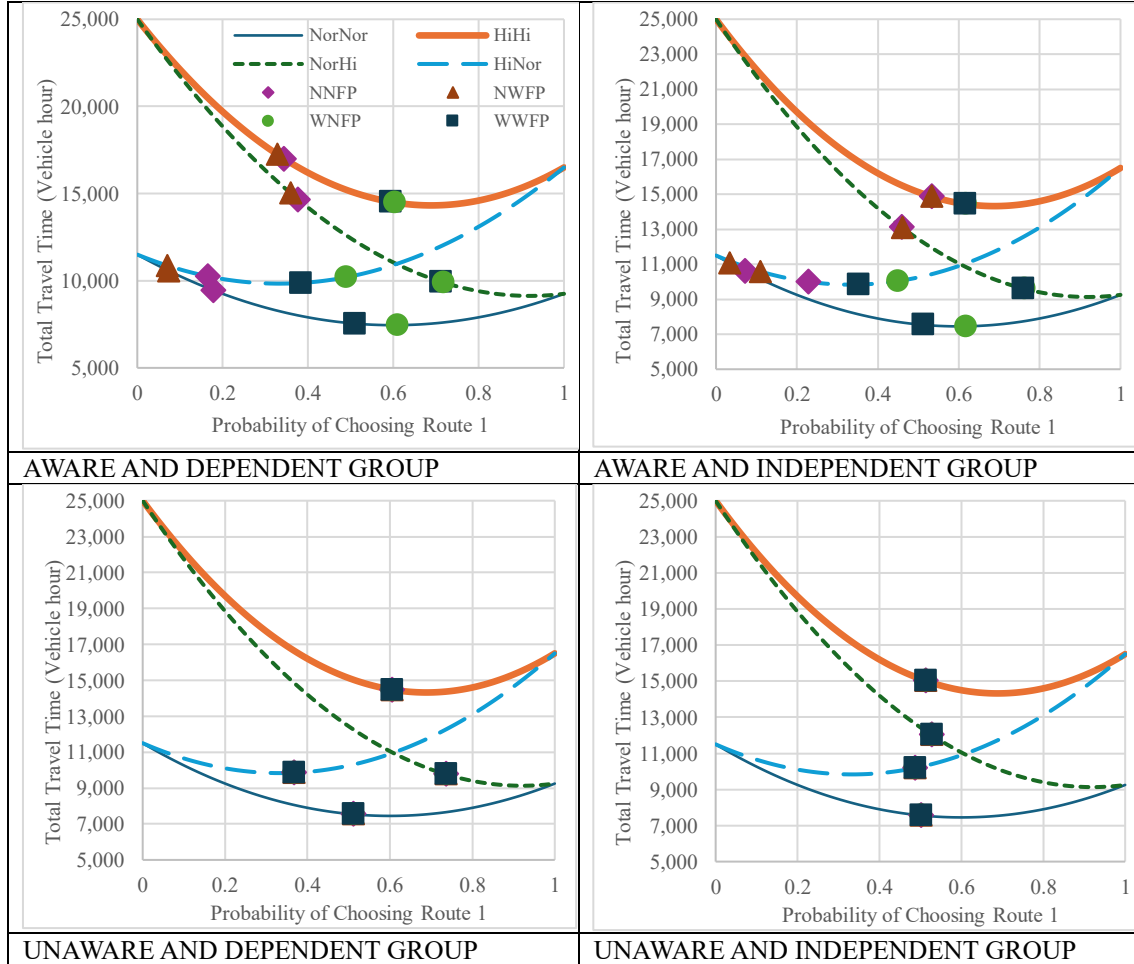 25,000
20,000
15,000
10,000
5,000
Total Travel Time (Vehicle hour)
NorNor HiHi
NorHi HiNor
NNFP NWFP
WNFP WWFP
0 0.2 0.4 0.6 0.8 1
Probability of Choosing Route 1
AWARE AND DEPENDENT GROUP
25,000
23,000
21,000
19,000
17,000
15,000
13,000
11,000
9,000
7,000
5,000
Total Travel Time (Vehicle hour)
0 0.2 0.4 0.6 0.8 1
Probability of Choosing Route 1
AWARE AND INDEPENDENT GROUP
25,000
23,000
21,000
19,000
17,000
15,000
13,000
11,000
9,000
7,000
5,000
Total Travel Time (Vehicle hour)
0 0.2 0.4 0.6 0.8 1
Probability of Choosing Route 1
UNAWARE AND DEPENDENT GROUP
25,000
23,000
21,000
19,000
17,000
15,000
13,000
11,000
9,000
7,000
5,000
Total Travel Time (Vehicle hour)
0 0.2 0.4 0.6 0.8 1
Probability of Choosing Route 1
UNAWARE AND INDEPENDENT GROUP